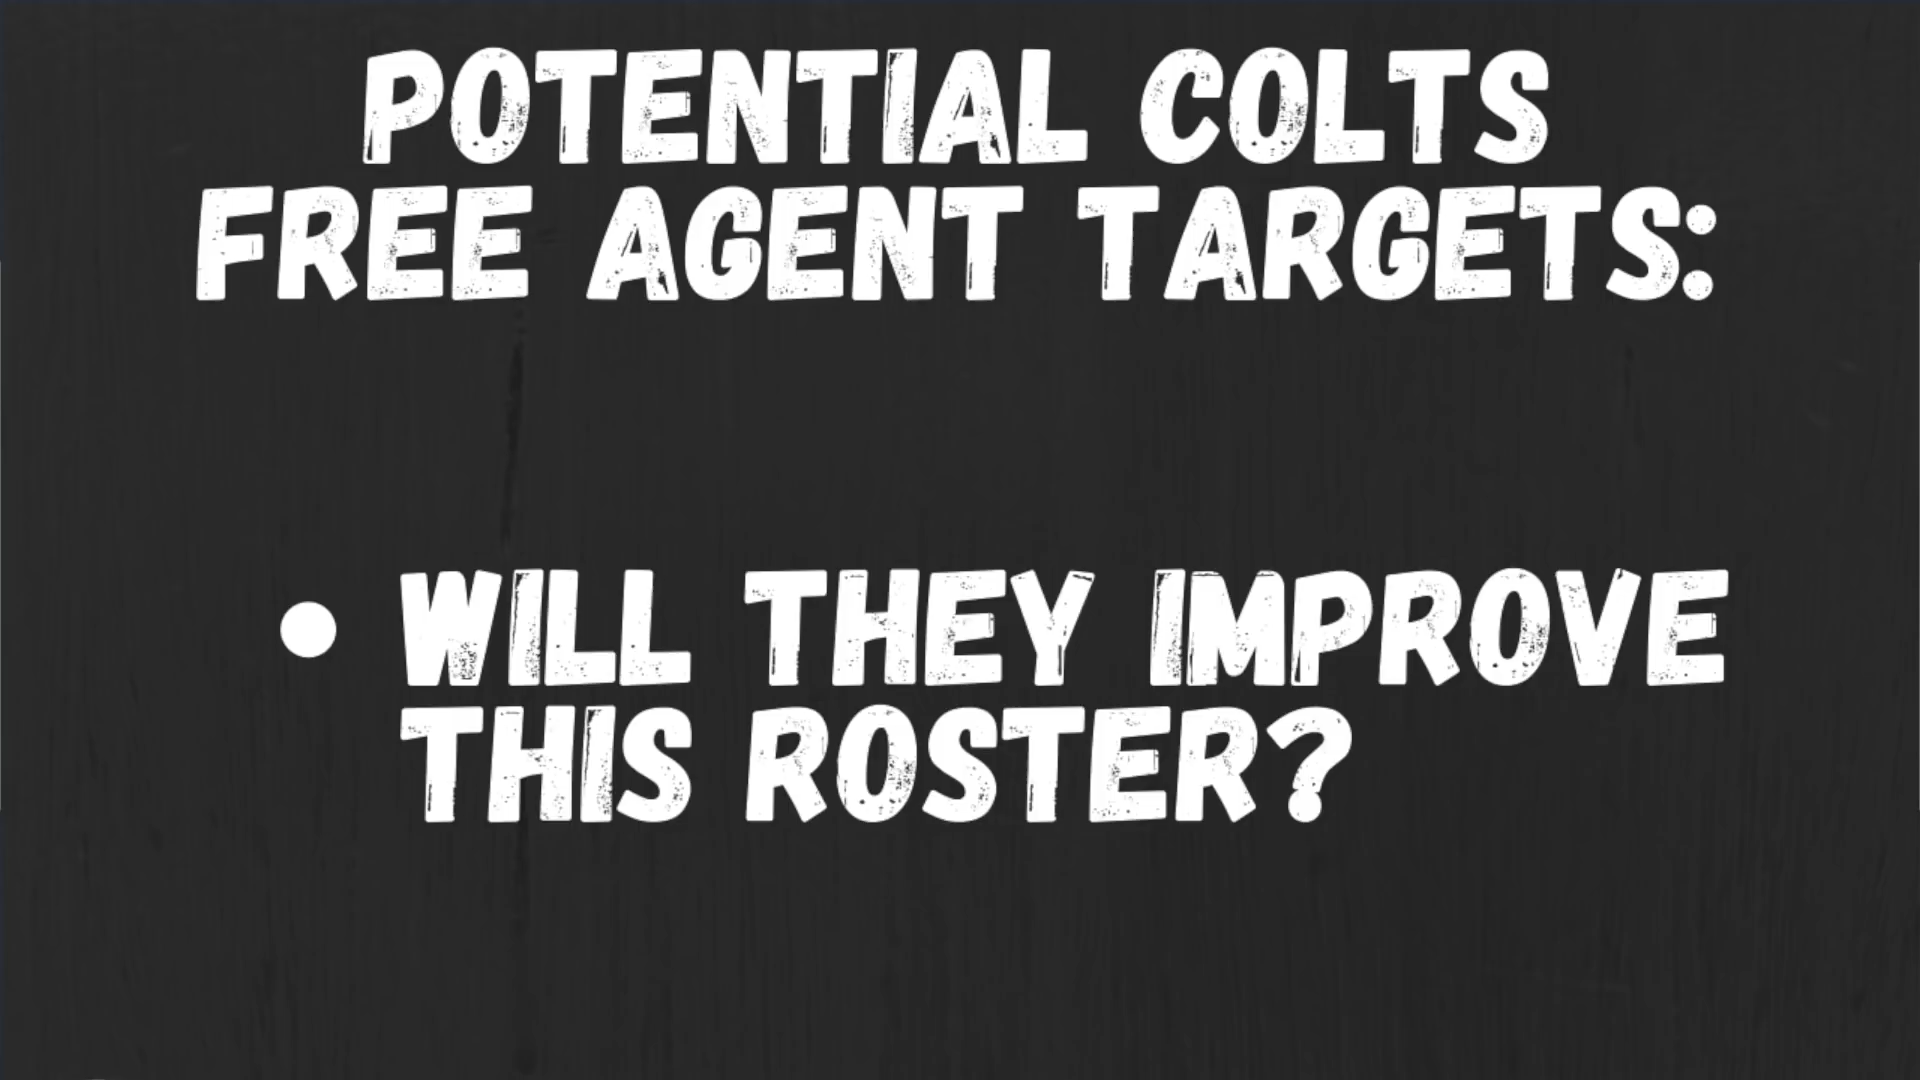 POTENTIAL COLTS
FREE AGENT TARGETS:
• WILL THEY IMPROVE
THIS ROSTER?